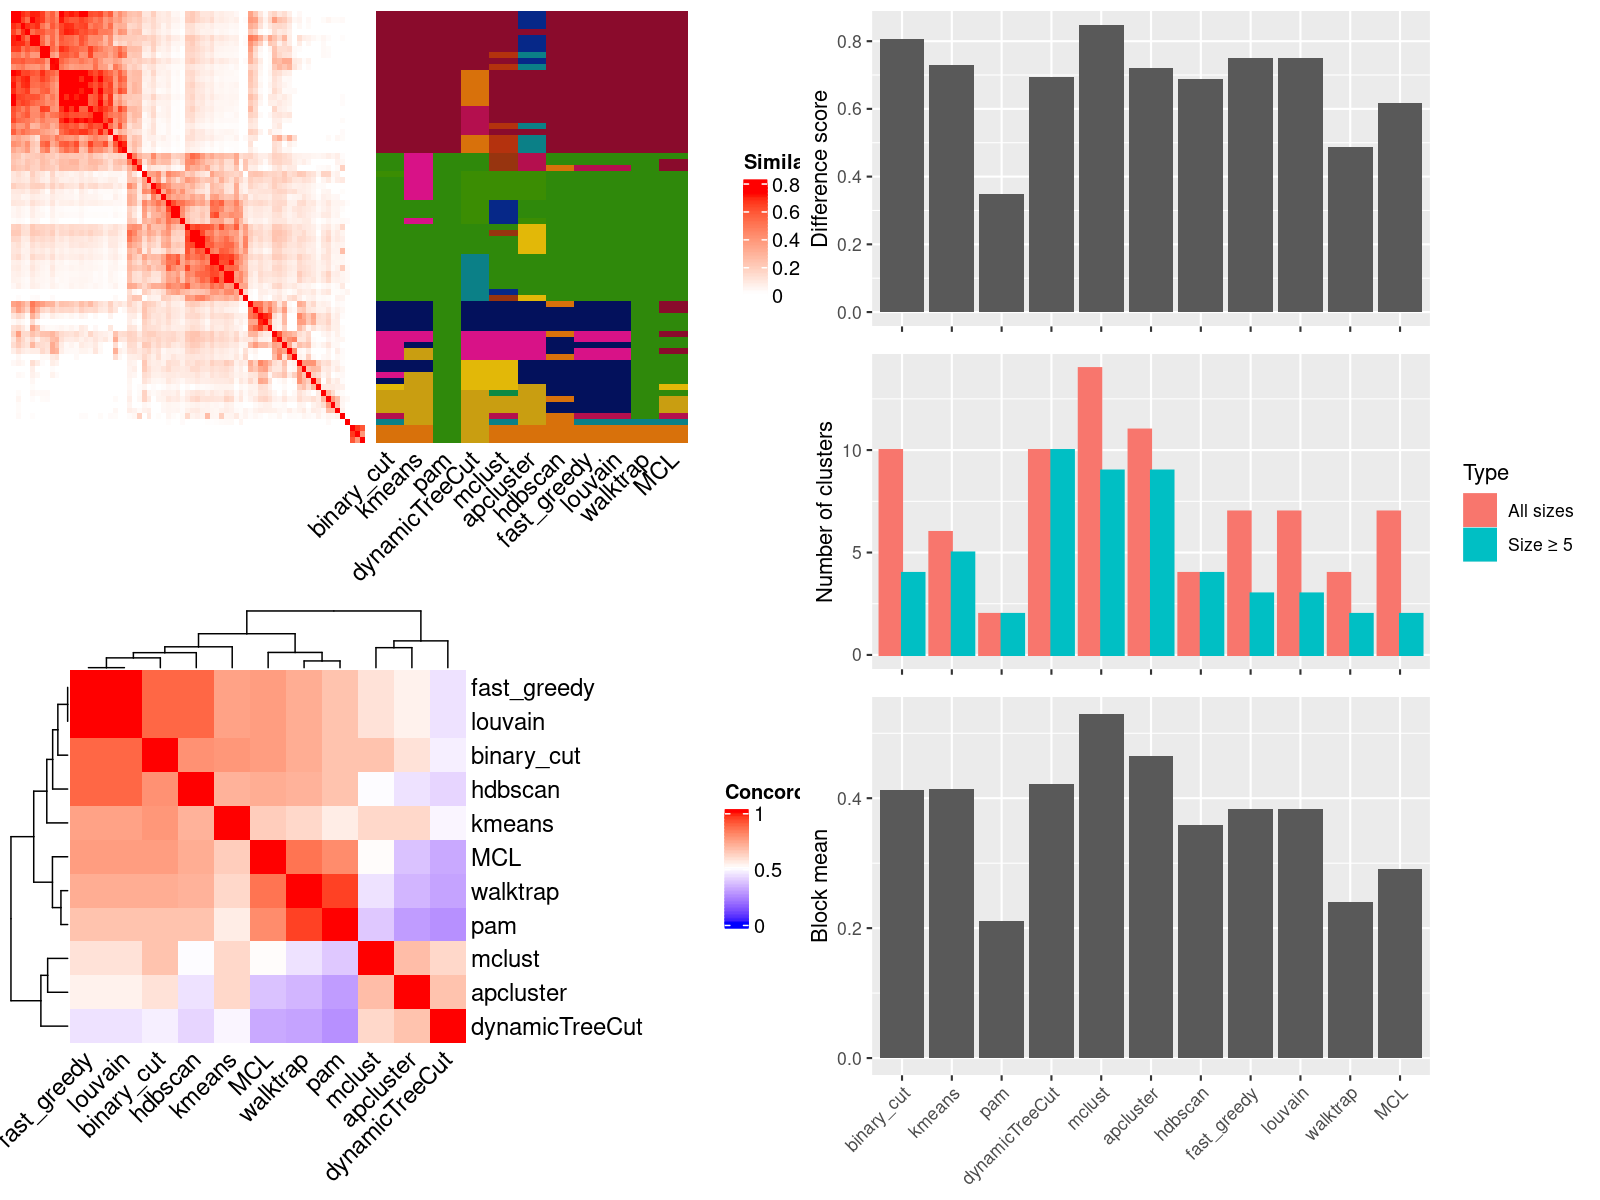 Simila
0.8
0.6
0.4
0.2
0
binary_cut
kmeans
pam
dynamicTreeCut
mclust
apcluster
hdbscan
fast_greedy
louvain
walktrap
MCL
fast_greedy
louvain
binary_cut
hdbscan
kmeans
MCL
walktrap
pam
mclust
apcluster
dynamicTreeCut
fast_greedy
louvain
binary_cut
hdbscan
kmeans
MCL
walktrap
pam
mclust
apcluster
dynamicTreeCut
Concord
1
0.5
0
Difference score
0.8
0.6
0.4
0.2
0.0
Number of clusters
10
5
0
Type
All sizes
Size ≥ 5
Block mean
0.4
0.2
0.0
binary_cut
kmeans
pam
dynamicTreeCut
mclust
apcluster
hdbscan
fast_greedy
louvain
walktrap
MCL